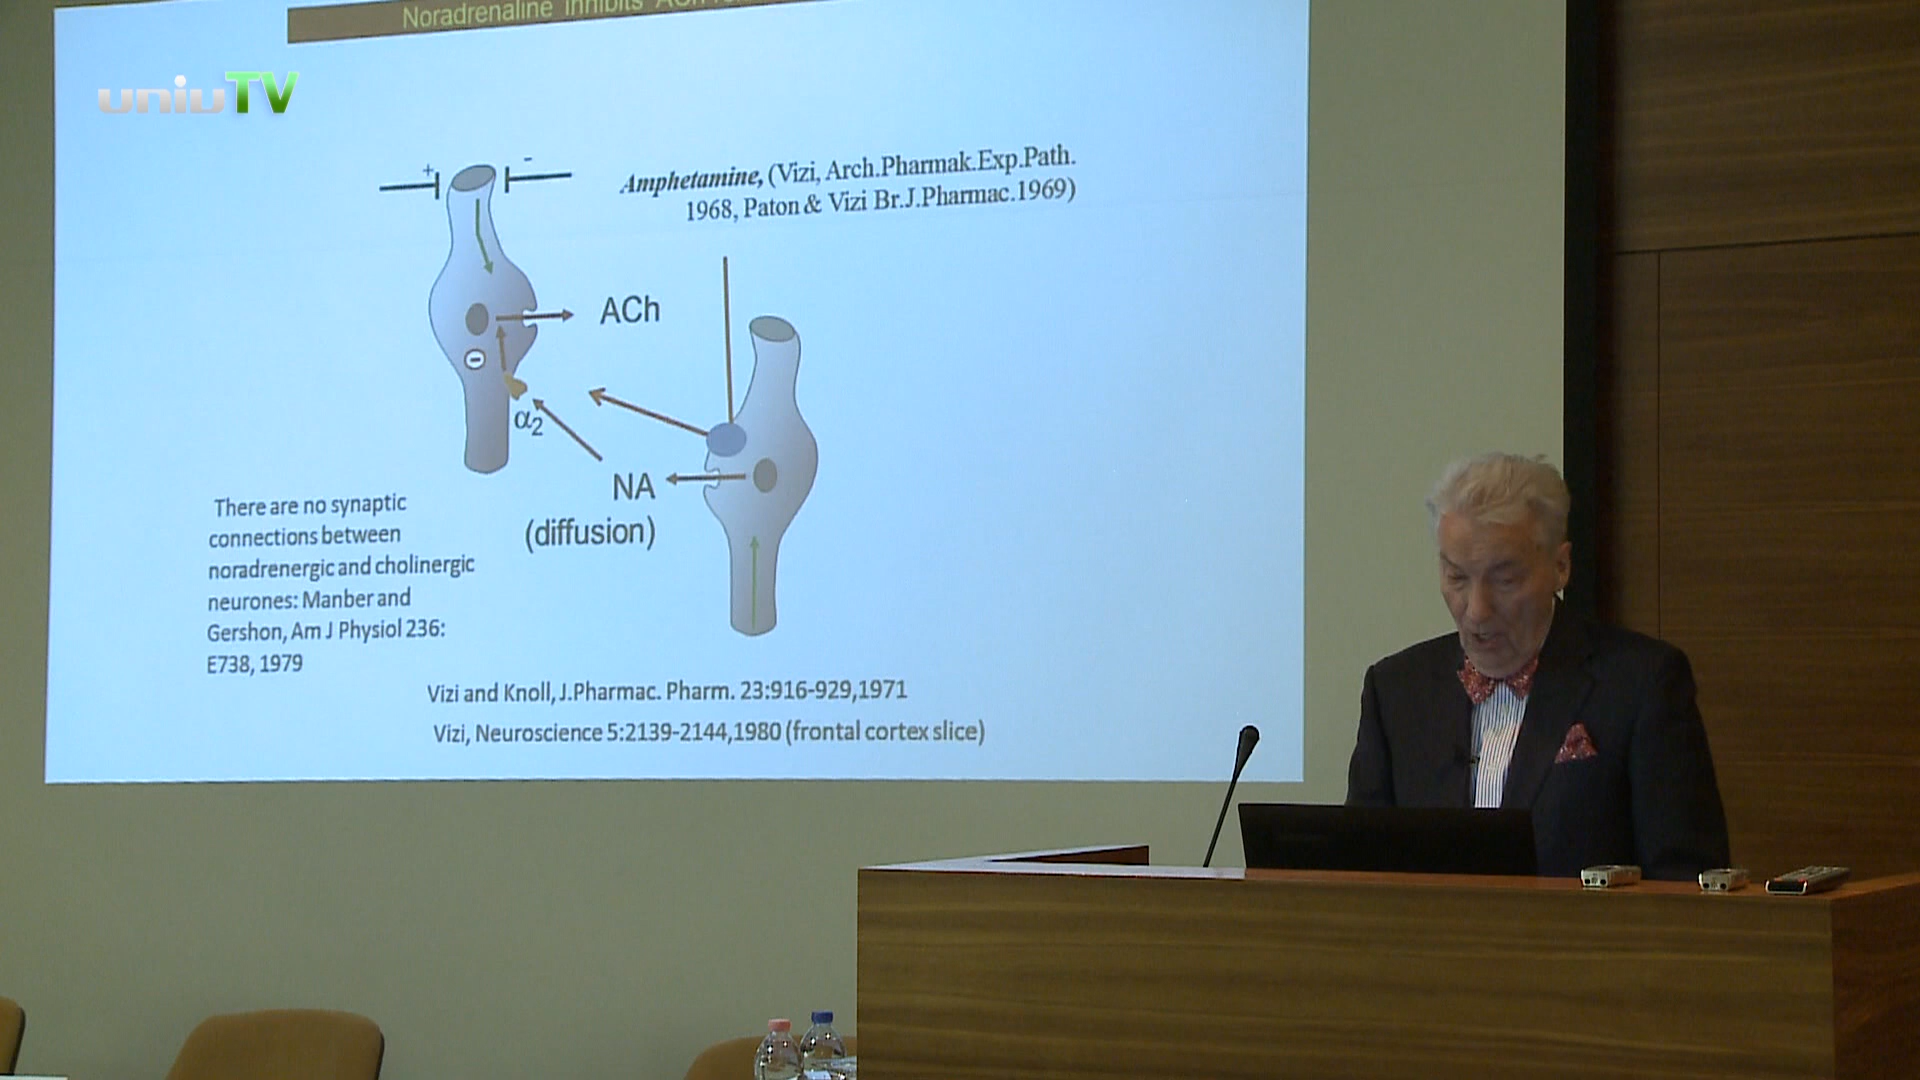 Noradrenaline inhibits ACh
uniuTV
+
-
Amphetamine, (Vizi, Arch.Pharmak.Exp.Path.
1968, Paton & Vizi Br.J.Pharmac.1969)
ACh
α2
NA
(diffusion)
There are no synaptic
connections between
noradrenergic and cholinergic
neurones: Manber and
Gershon, Am J Physiol 236:
E738, 1979
Vizi and Knoll, J.Pharmac. Pharm. 23:916-929,1971
Vizi, Neuroscience 5:2139-2144,1980 (frontal cortex slice)